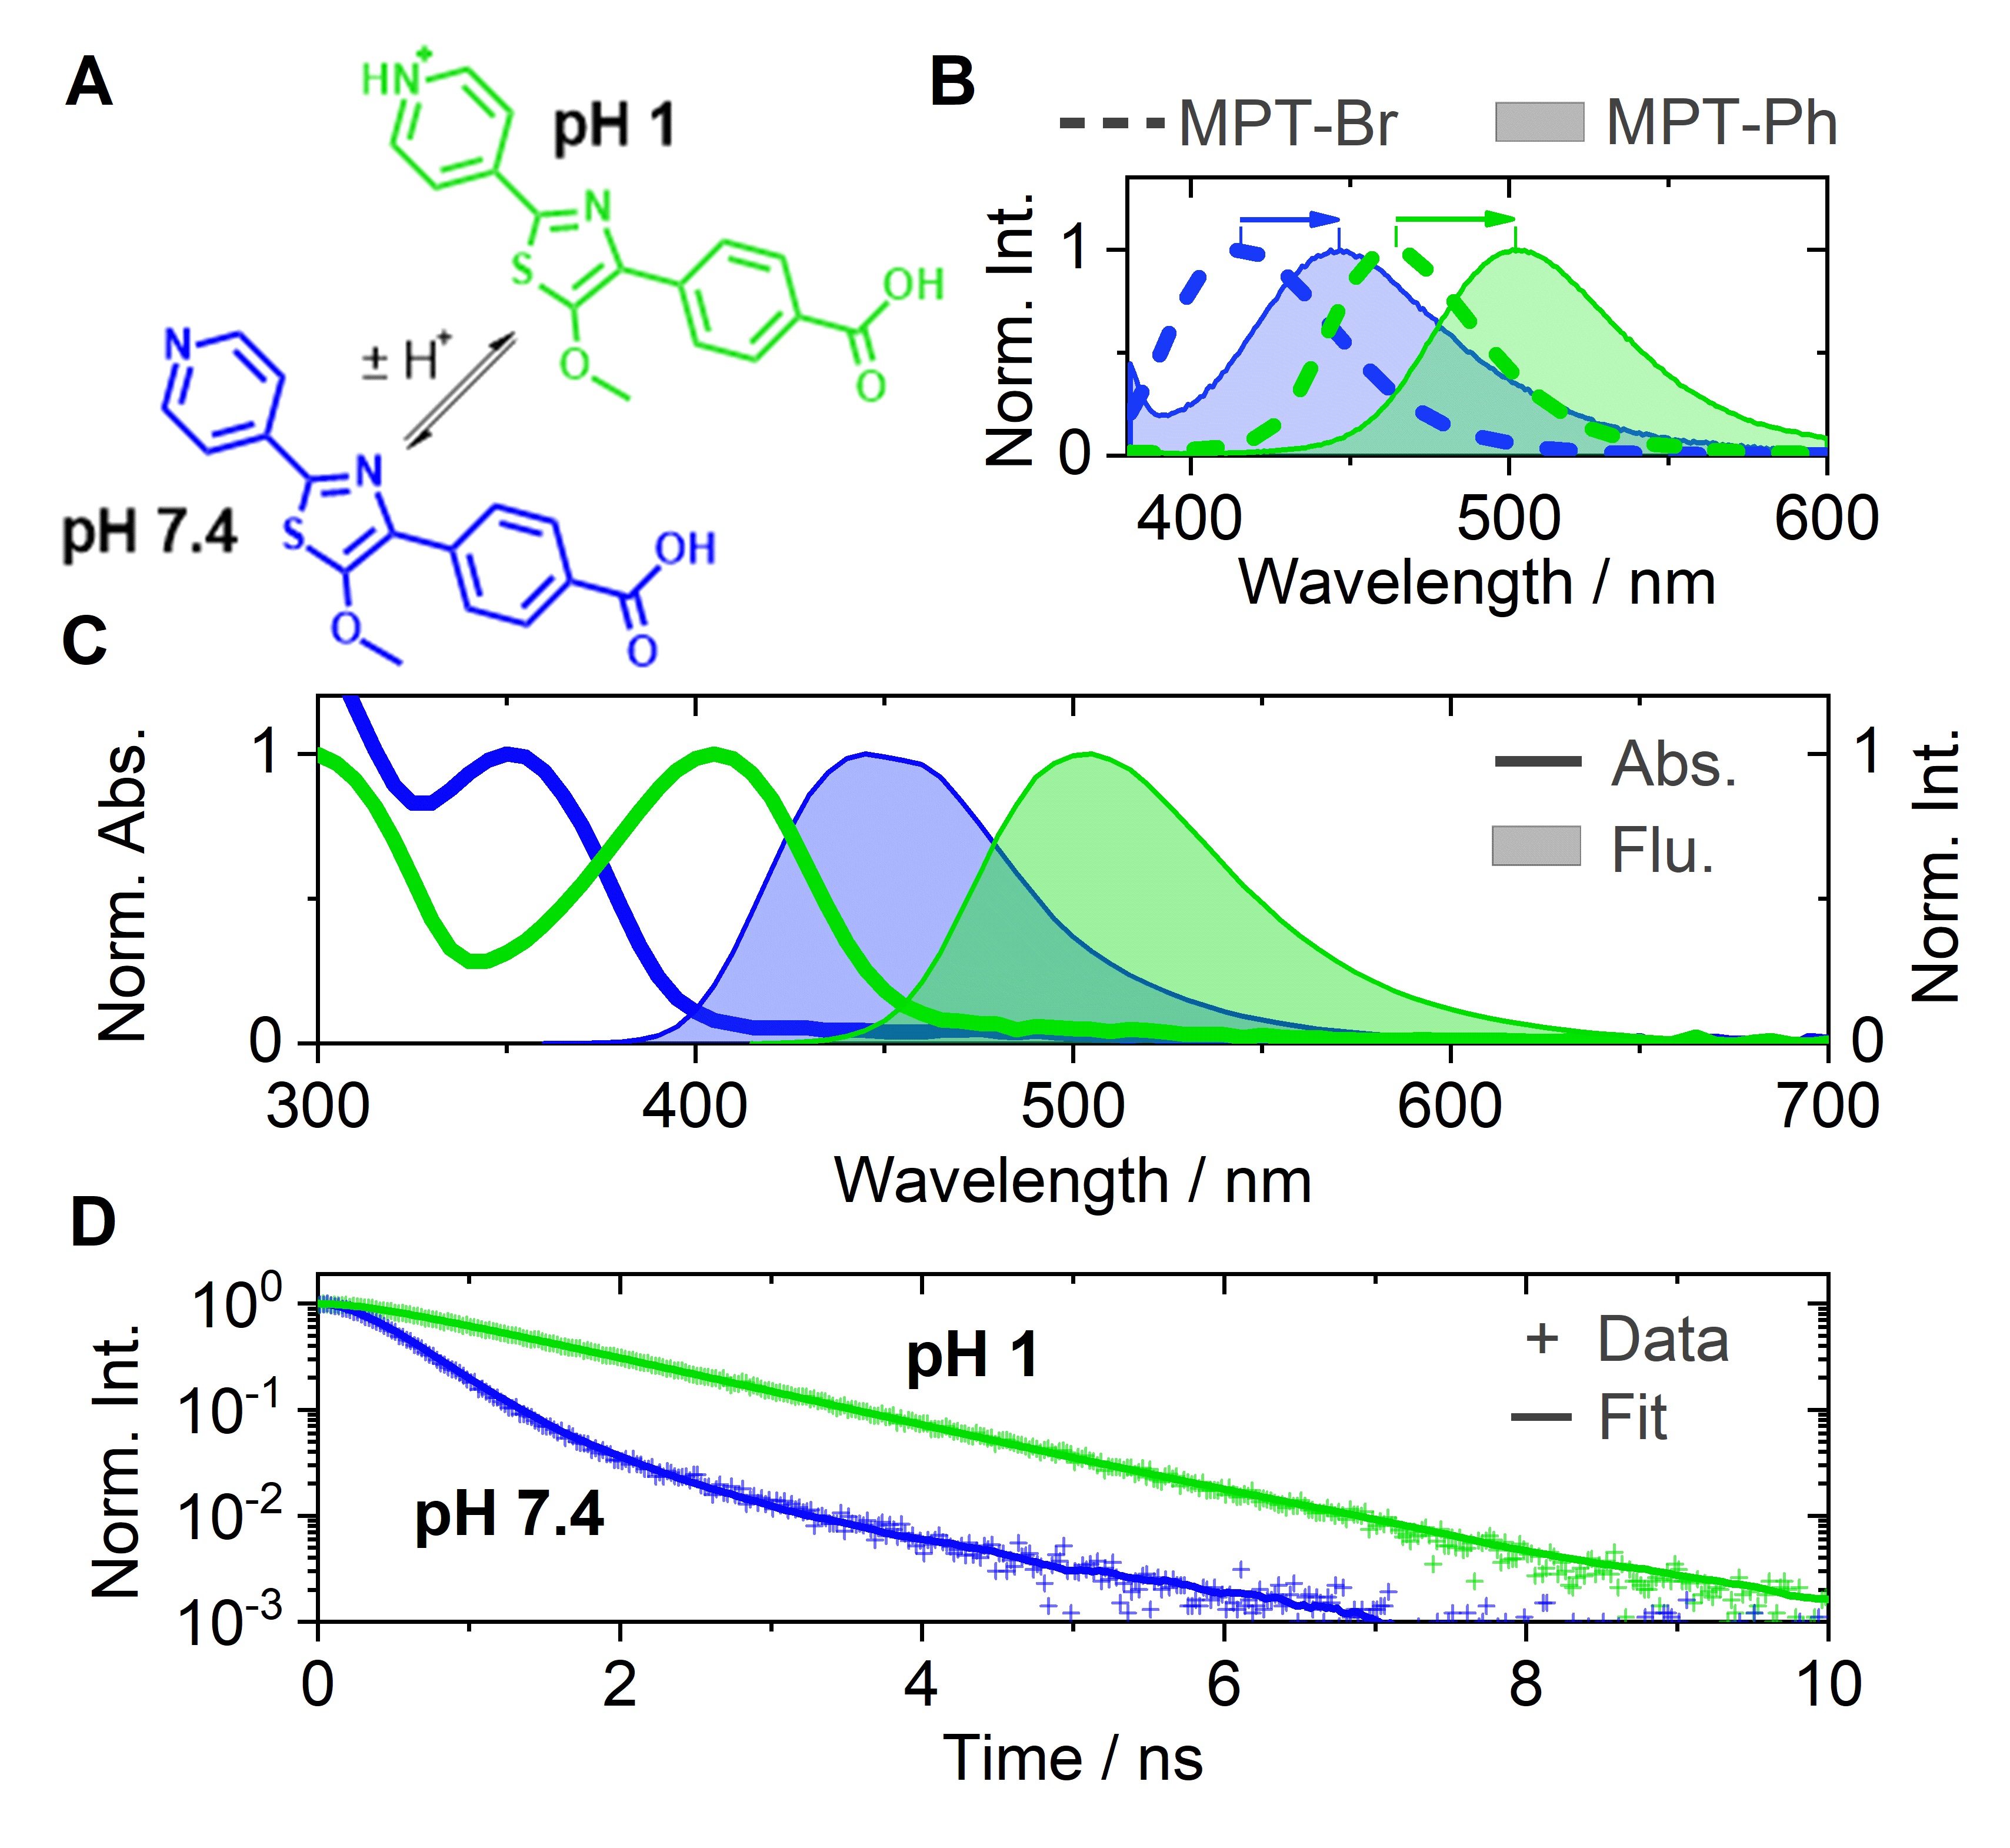 A
HN+
pH 1
N
S
OH
O
O
± H+
N
N
S
pH 7.4
OH
O
O
B
MPT-Br
MPT-Ph
Norm. Int.
1
0
400
500
600
Wavelength / nm
C
Norm. Abs.
1
0
Abs.
Flu.
1
0
Norm. Int.
300
400
500
600
700
Wavelength / nm
D
Norm. Int.
10^0
10^-1
10^-2
10^-3
pH 1
pH 7.4
+ Data
Fit
0
2
4
6
8
10
Time / ns